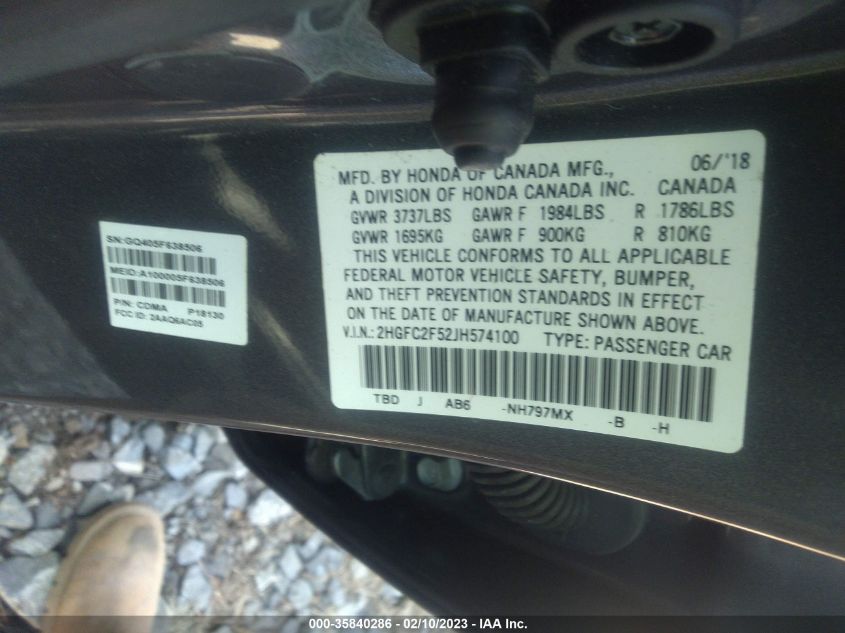 SN:GQ405F638506
MEID:A100005F638506
P/N: CDMA P18130
FCC ID: 2AAQ6AC05
MFD. BY HONDA OF CANADA MFG., 06/'18
A DIVISION OF HONDA CANADA INC. CANADA
GVWR 3737LBS GAWR F 1984LBS R 1786LBS
GVWR 1695KG GAWR F 900KG R 810KG
THIS VEHICLE CONFORMS TO ALL APPLICABLE
FEDERAL MOTOR VEHICLE SAFETY, BUMPER,
AND THEFT PREVENTION STANDARDS IN EFFECT
ON THE DATE OF MANUFACTURE SHOWN ABOVE.
V.I.N.: 2HGFC2F52JH574100 TYPE: PASSENGER CAR
TBD J AB6 -NH797MX -B -H
000-35840286 - 02/10/2023 - IAA Inc.